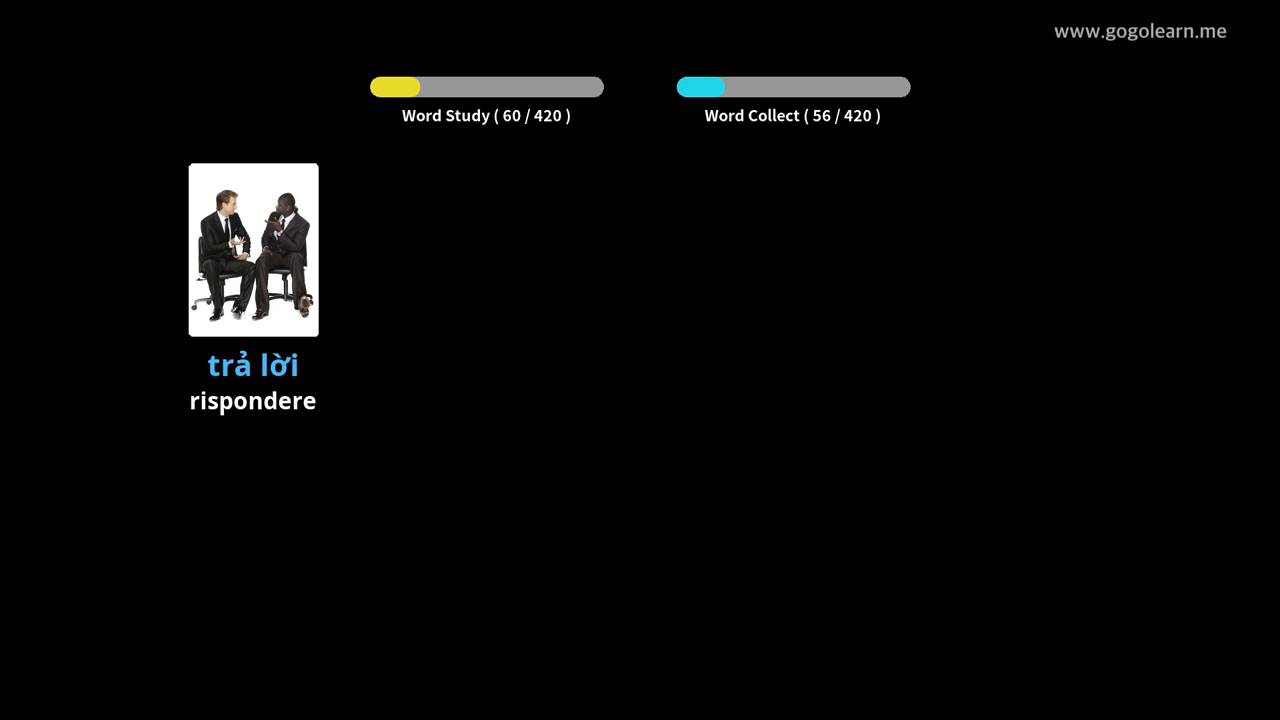 www.gogolearn.me
Word Study ( 60 / 420 )
Word Collect ( 56 / 420 )
trả lời
rispondere